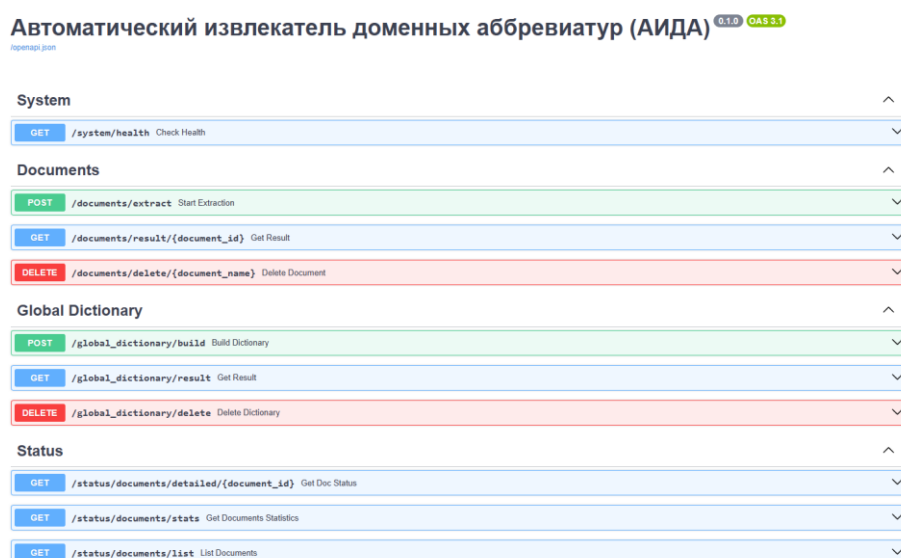 Автоматический извлекатель доменных аббревиатур (АИДА) 0.1.0 OAS 3.1
/openapi.json
System
GET /system/health Check Health
Documents
POST /documents/extract Start Extraction
GET /documents/result/{document_id} Get Result
DELETE /documents/delete/{document_name} Delete Document
Global Dictionary
POST /global_dictionary/build Build Dictionary
GET /global_dictionary/result Get Result
DELETE /global_dictionary/delete Delete Dictionary
Status
GET /status/documents/detailed/{document_id} Get Doc Status
GET /status/documents/stats Get Documents Statistics
GET /status/documents/list List Documents